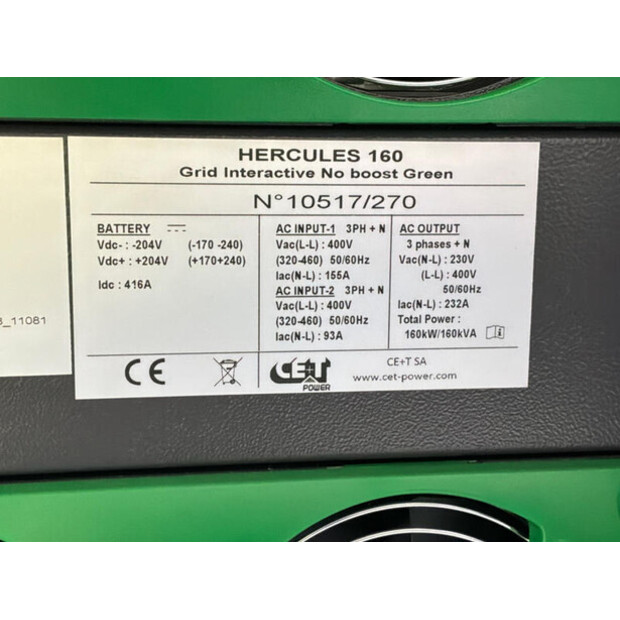 HERCULES 160
Grid Interactive No boost Green
N°10517/270
BATTERY
Vdc- : -204V (-170 -240)
Vdc+ : +204V (+170+240)
Idc : 416A
AC INPUT-1 3PH + N
Vac(L-L) : 400V
(320-460) 50/60Hz
Iac(N-L) : 155A
AC INPUT-2 3PH + N
Vac(L-L) : 400V
(320-460) 50/60Hz
Iac(N-L) : 93A
AC OUTPUT
3 phases + N
Vac(N-L) : 230V
(L-L) : 400V
50/60Hz
Iac(N-L) : 232A
Total Power :
160kW/160kVA
_11081
CE
CE+T
POWER
CE+T SA
www.cet-power.com